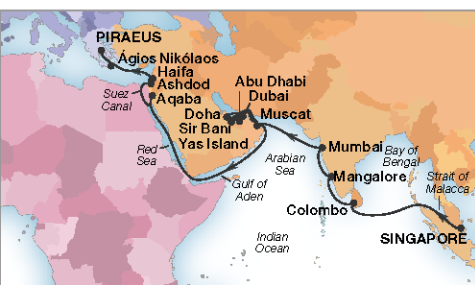 PIRAEUS
Ágios Nikólaos
Haifa
Ashdod
Suez
Canal
Aqaba
Abu Dhabi
Dubai
Doha
Muscat
Sir Bani
Yas Island
Red
Sea
Arabian
Sea
Mumbai
Bay of
Bengal
Mangalore
Strait of
Malacca
Gulf of
Aden
Colombo
Indian
Ocean
SINGAPORE